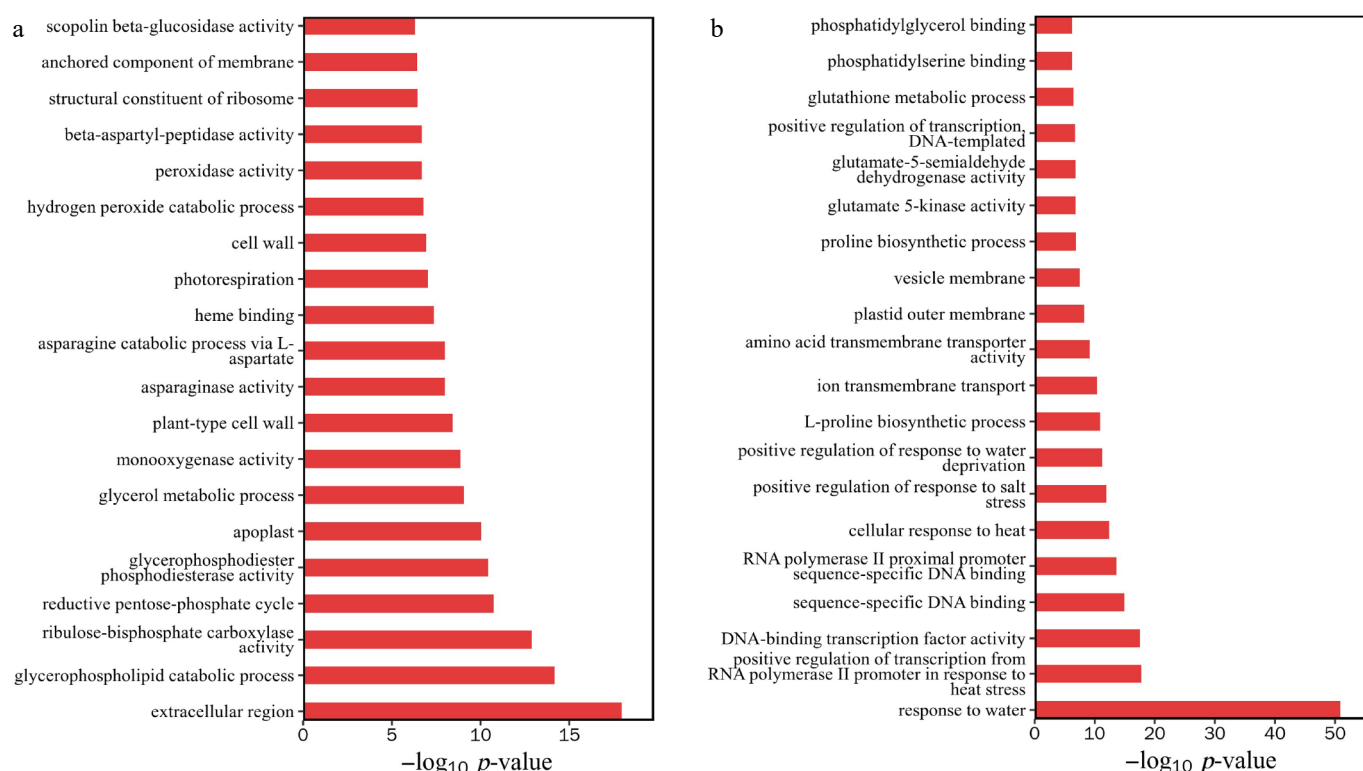 a
scopolin beta-glucosidase activity
anchored component of membrane
structural constituent of ribosome
beta-aspartyl-peptidase activity
peroxidase activity
hydrogen peroxide catabolic process
cell wall
photorespiration
heme binding
asparagine catabolic process via L-
aspartate
asparaginase activity
plant-type cell wall
monooxygenase activity
glycerol metabolic process
apoplast
glycerophosphodiester
phosphodiesterase activity
reductive pentose-phosphate cycle
ribulose-bisphosphate carboxylase
activity
glycerophospholipid catabolic process
extracellular region
0 5 10 15
−log₁₀ p-value
b
phosphatidylglycerol binding
phosphatidylserine binding
glutathione metabolic process
positive regulation of transcription,
DNA-templated
glutamate-5-semialdehyde
dehydrogenase activity
glutamate 5-kinase activity
proline biosynthetic process
vesicle membrane
plastid outer membrane
amino acid transmembrane transporter
activity
ion transmembrane transport
L-proline biosynthetic process
positive regulation of response to water
deprivation
positive regulation of response to salt
stress
cellular response to heat
RNA polymerase II proximal promoter
sequence-specific DNA binding
sequence-specific DNA binding
DNA-binding transcription factor activity
positive regulation of transcription from
RNA polymerase II promoter in response to
heat stress
response to water
0 10 20 30 40 50
−log₁₀ p-value